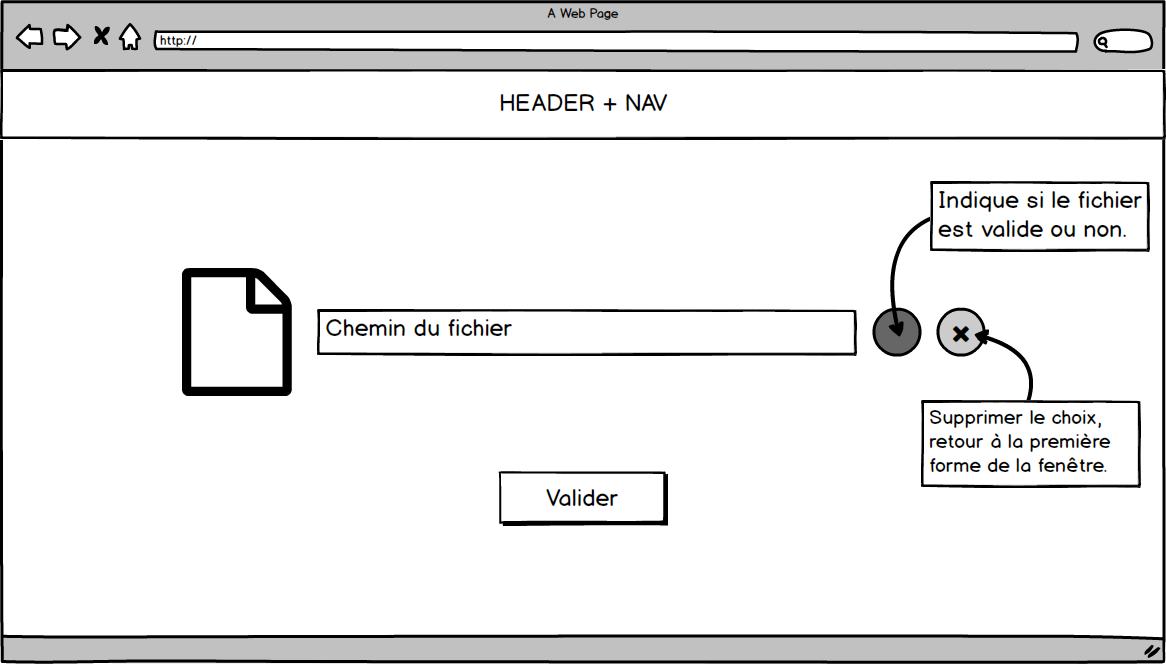 A Web Page
http://
HEADER + NAV
Indique si le fichier
est valide ou non.
Chemin du fichier
Supprimer le choix,
retour à la première
forme de la fenêtre.
Valider